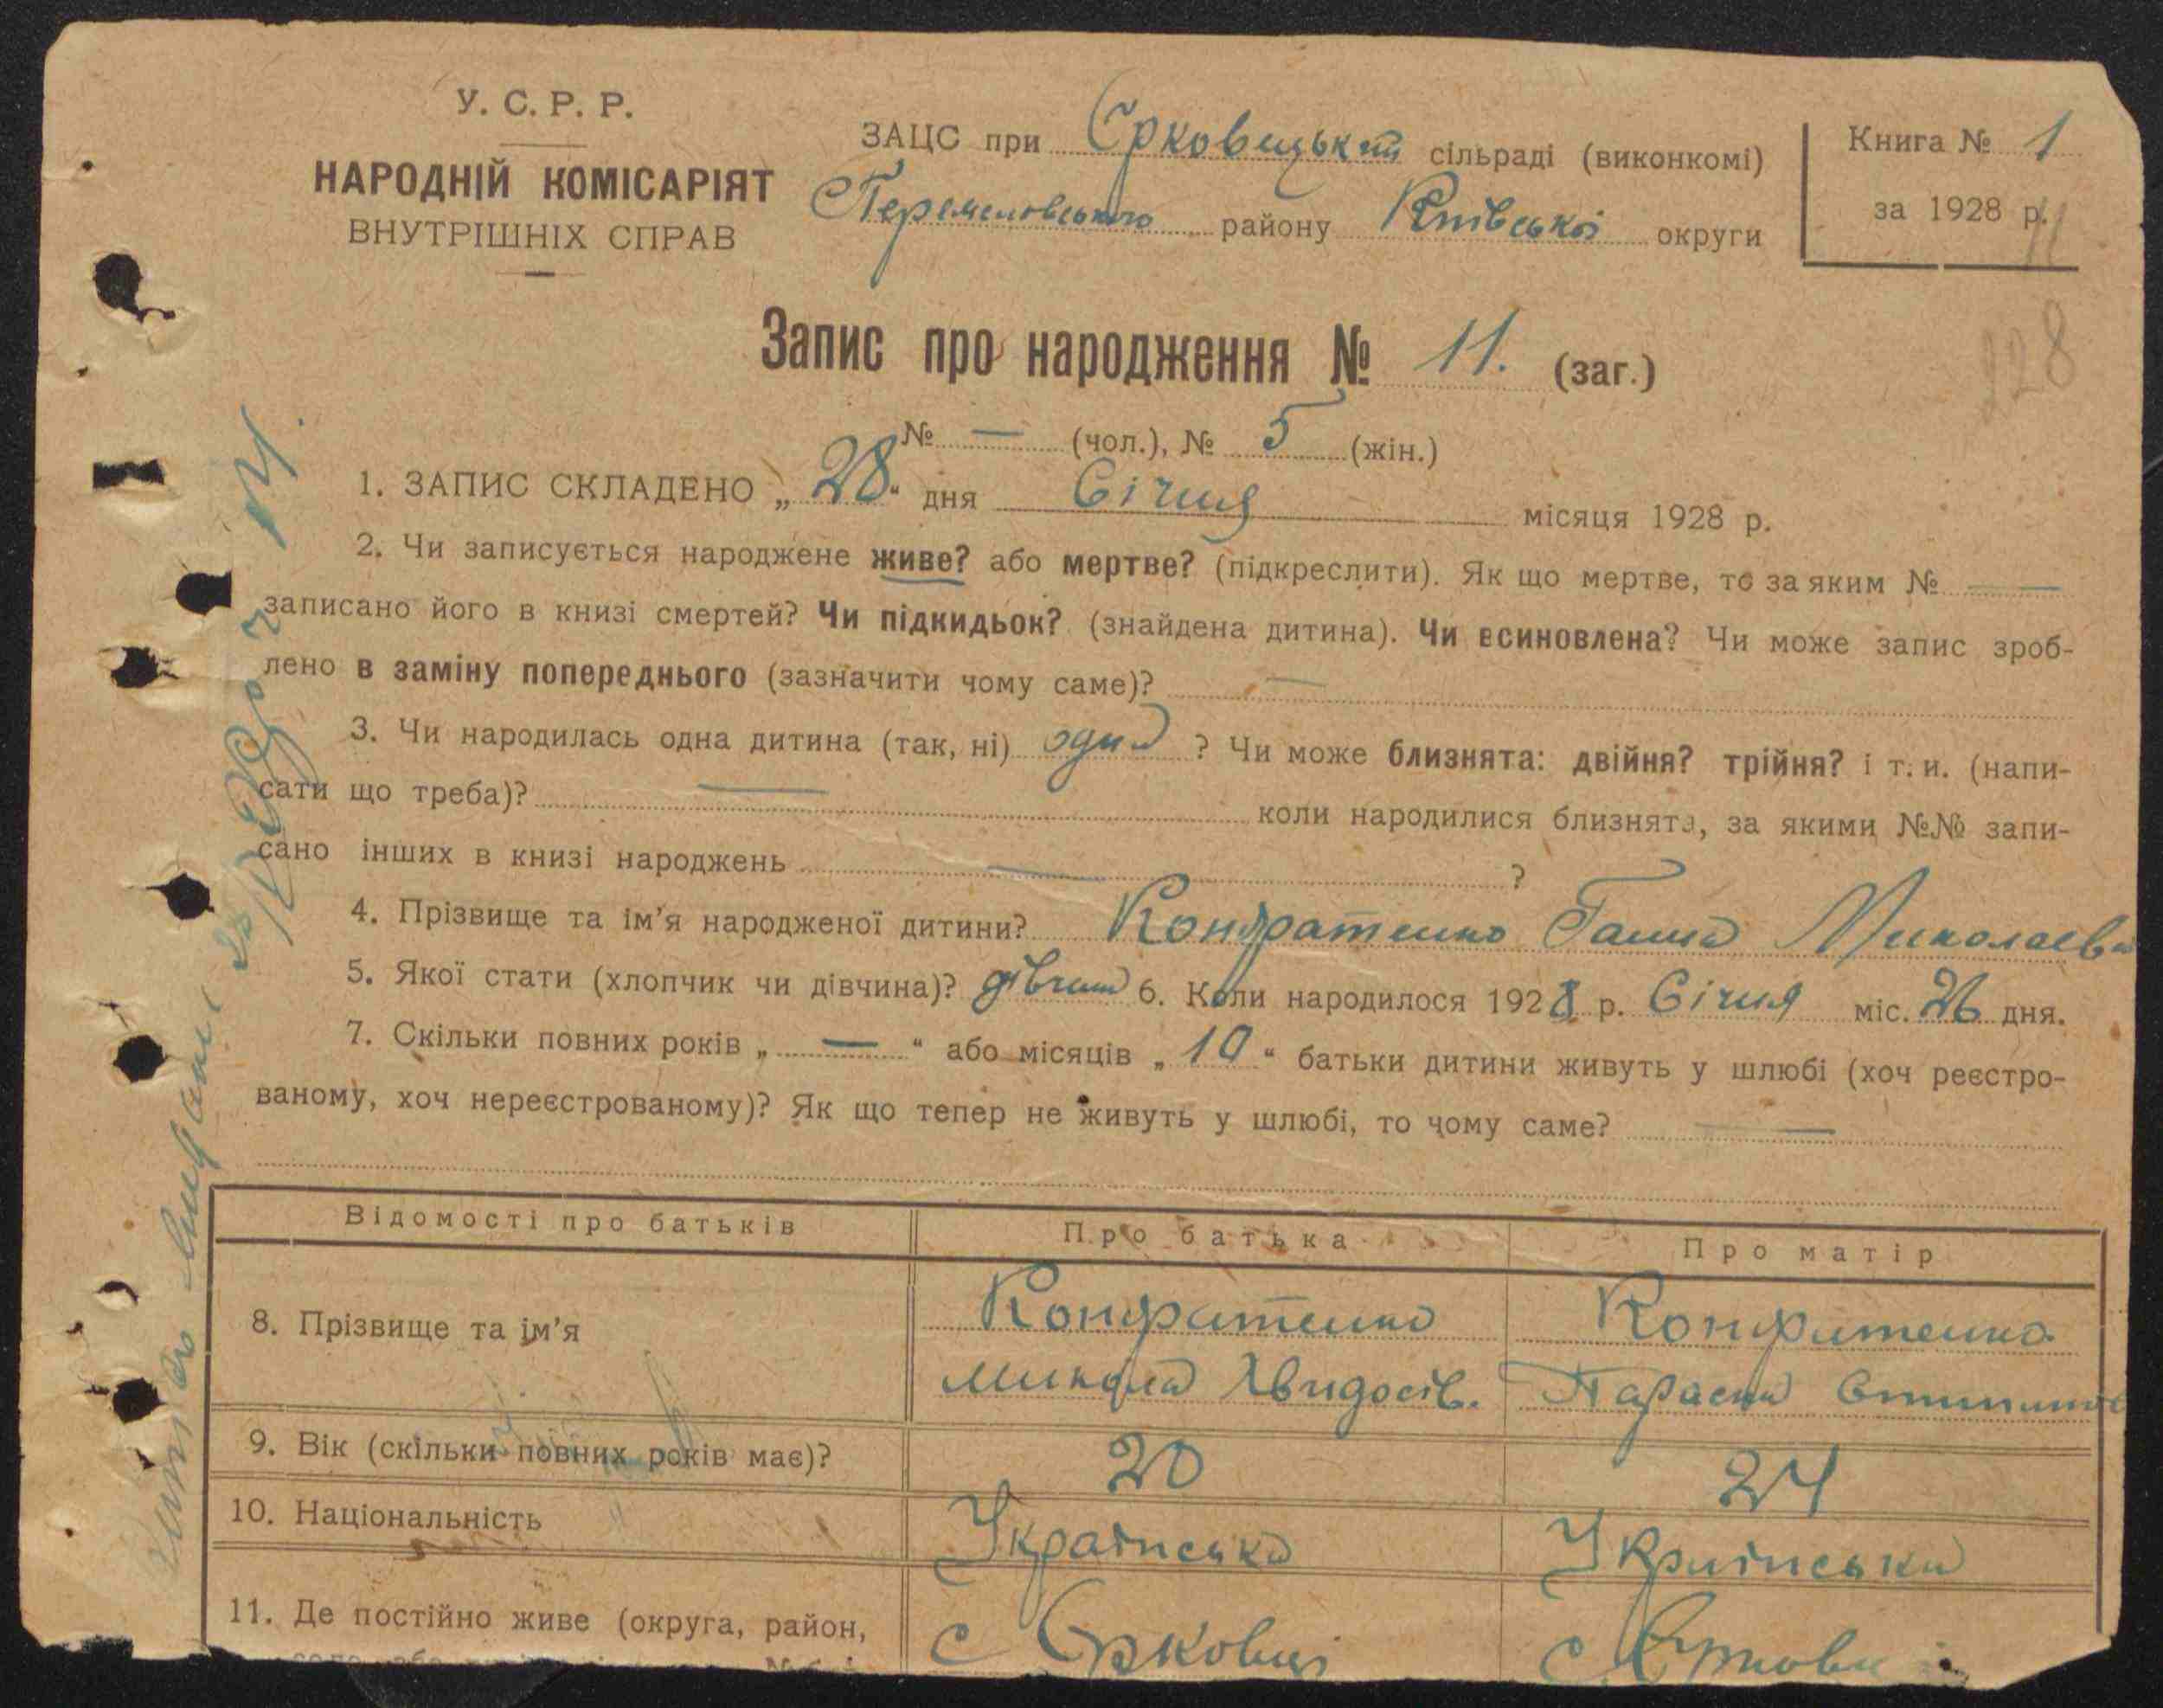 У. С. Р. Р.
НАРОДНІЙ КОМІСАРІЯТ
ВНУТРІШНІХ СПРАВ
ЗАЦС при Єрковецькій сільраді (виконкомі)
району Київської округи
Книга № 1
за 1928 р.
11
228
Запис про народження № 11. (заг.)
№ — (чол.), № 5 (жін.)
1. ЗАПИС СКЛАДЕНО „28“ дня Січня місяця 1928 р.
2. Чи записується народжене живе? або мертве? (підкреслити). Як що мертве, то за яким № —
записано його в книзі смертей? Чи підкидьок? (знайдена дитина). Чи всиновлена? Чи може запис зроб-
лено в заміну попереднього (зазначити чому саме)? —
3. Чи народилась одна дитина (так, ні) одна ? Чи може близнята: двійня? трійня? і т. и. (напи-
сати що треба)? — коли народилися близнята, за якими №№ запи-
сано інших в книзі народжень — ?
4. Прізвище та ім’я народженої дитини? Кондратенко Ганна Миколаевна
5. Якої стати (хлопчик чи дівчина)? дівчина 6. Коли народилося 1928 р. Січня міс. 26 дня.
7. Скільки повних років „ — “ або місяців „ 10 “ батьки дитини живуть у шлюбі (хоч реєстро-
ваному, хоч нереєстрованому)? Як що тепер не живуть у шлюбі, то чому саме? —
Відомості про батьків Про батька Про матір
8. Прізвище та ім’я Кондратенко Кондратенко
Микола Хвидосів. Параска
9. Вік (скільки повних років має)? 20 24
10. Національність Українська Українська
11. Де постійно живе (округа, район, с Єрковці с Єрковці